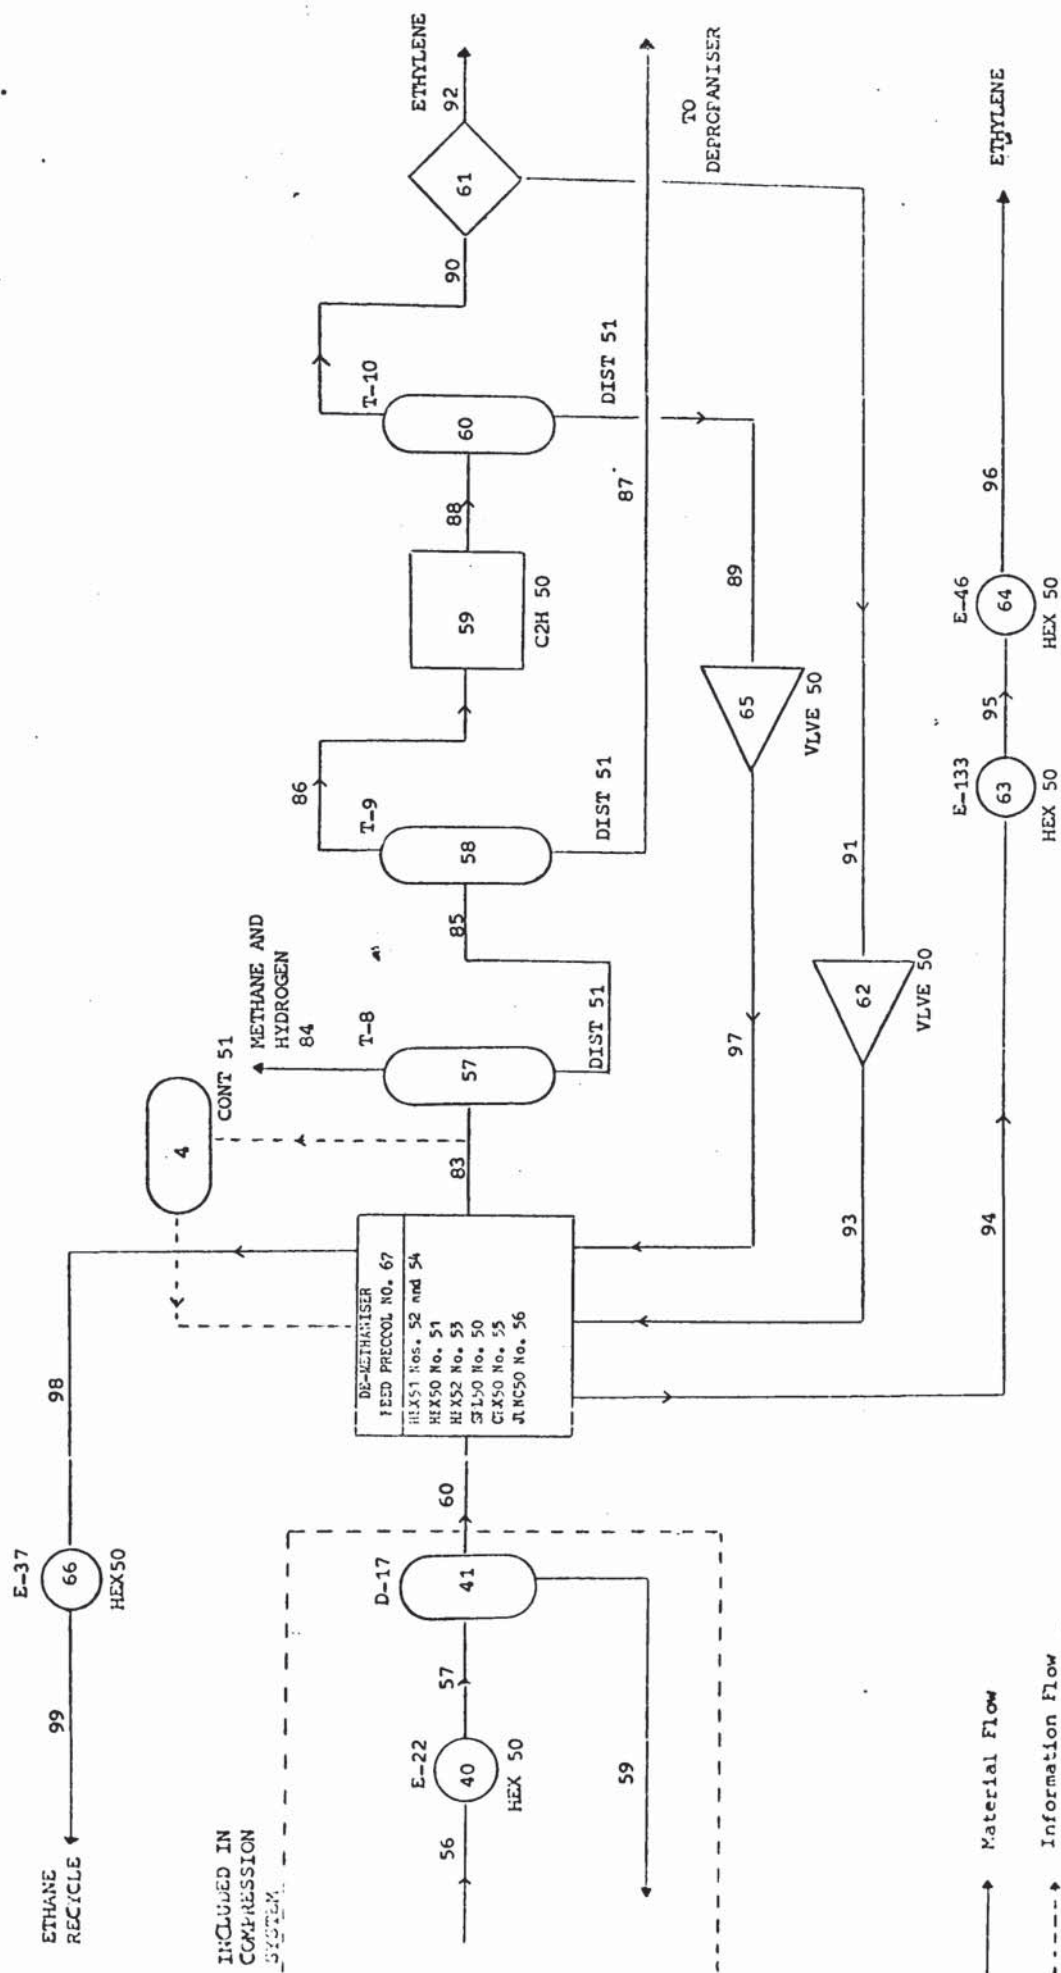 ETHANE
RECYCLE
99
E-37
66
HEX50
98
INCLUDED IN
COMPRESSION
SYSTEM
56
E-22
40
HEX 50
57
D-17
41
59
60
DE-METHANISER
FEED PRECOOL NO. 67
HEX51 Nos. 52 and 54
HEX50 No. 51
HEX52 No. 53
SPL50 No. 50
CHX50 No. 55
JUNC50 No. 56
4
CONT 51
83
METHANE AND
HYDROGEN
84
T-8
57
DIST 51
85
T-9
58
DIST 51
86
59
C2H 50
88
T-10
60
DIST 51
87
90
61
ETHYLENE
92
TO
DEPROPANISER
89
65
VLVE 50
97
91
62
VLVE 50
93
94
E-133
63
HEX 50
95
E-46
64
HEX 50
96
ETHYLENE
Material Flow
Information Flow